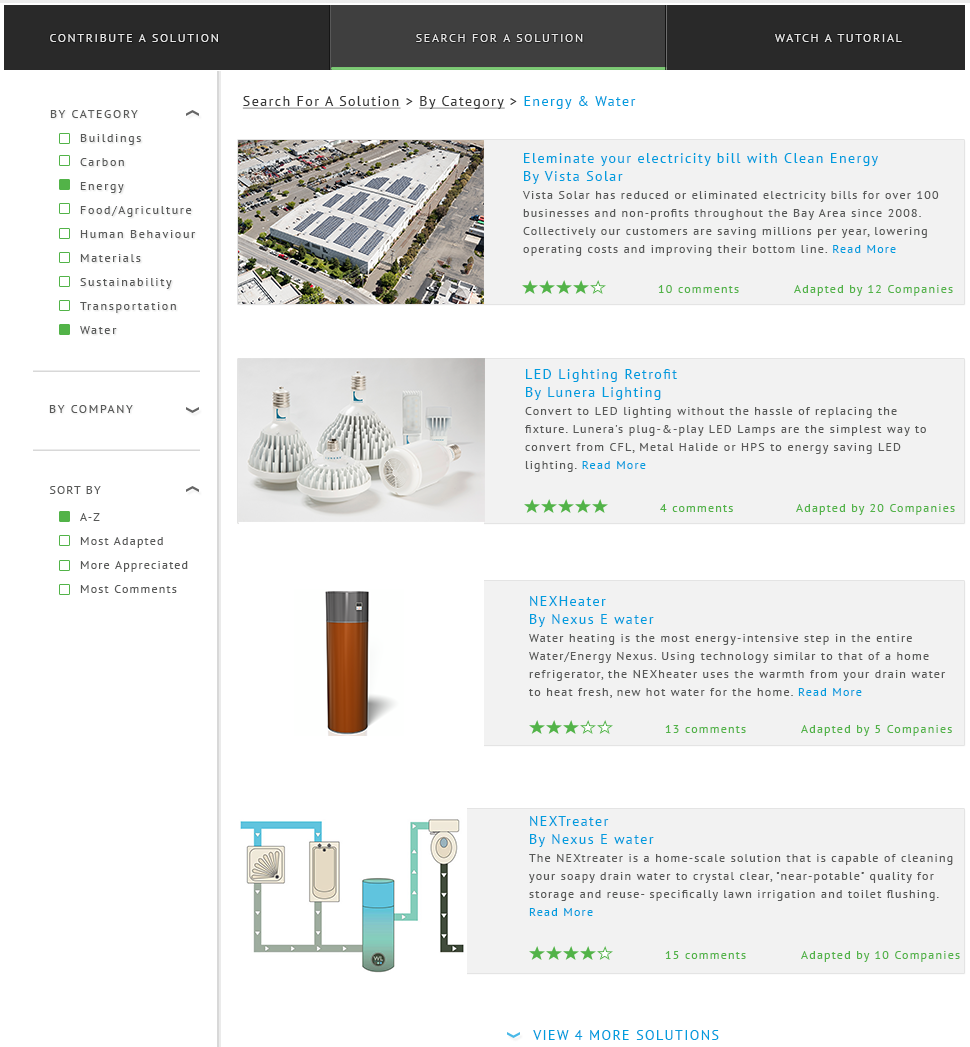 CONTRIBUTE A SOLUTION
SEARCH FOR A SOLUTION
WATCH A TUTORIAL
BY CATEGORY
Buildings
Carbon
Energy
Food/Agriculture
Human Behaviour
Materials
Sustainability
Transportation
Water
BY COMPANY
SORT BY
A-Z
Most Adapted
More Appreciated
Most Comments
Search For A Solution > By Category > Energy & Water
Eleminate your electricity bill with Clean Energy
By Vista Solar
Vista Solar has reduced or eliminated electricity bills for over 100
businesses and non-profits throughout the Bay Area since 2008.
Collectively our customers are saving millions per year, lowering
operating costs and improving their bottom line. Read More
10 comments
Adapted by 12 Companies
LED Lighting Retrofit
By Lunera Lighting
Convert to LED lighting without the hassle of replacing the
fixture. Lunera's plug-&-play LED Lamps are the simplest way to
convert from CFL, Metal Halide or HPS to energy saving LED
lighting. Read More
4 comments
Adapted by 20 Companies
NEXHeater
By Nexus E water
Water heating is the most energy-intensive step in the entire
Water/Energy Nexus. Using technology similar to that of a home
refrigerator, the NEXheater uses the warmth from your drain water
to heat fresh, new hot water for the home. Read More
13 comments
Adapted by 5 Companies
NEXTreater
By Nexus E water
The NEXtreater is a home-scale solution that is capable of cleaning
your soapy drain water to crystal clear, "near-potable" quality for
storage and reuse- specifically lawn irrigation and toilet flushing.
Read More
15 comments
Adapted by 10 Companies
VIEW 4 MORE SOLUTIONS